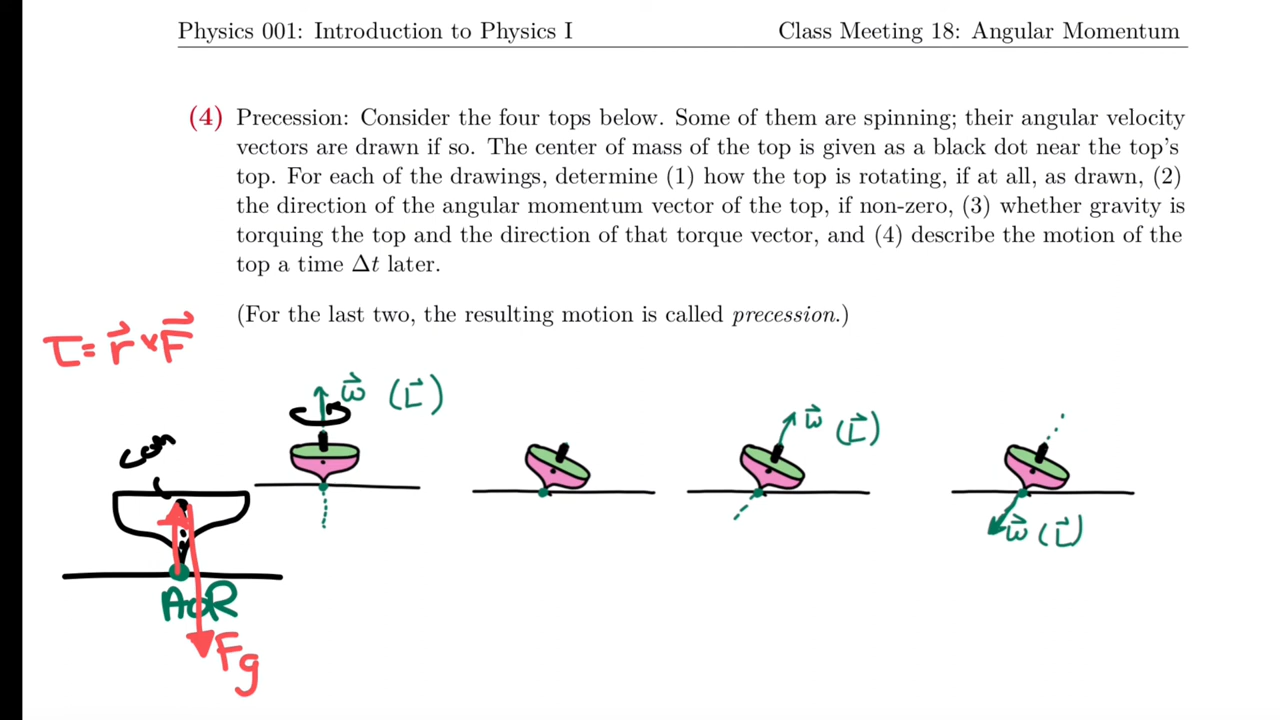 Physics 001: Introduction to Physics I
Class Meeting 18: Angular Momentum
(4) Precession: Consider the four tops below. Some of them are spinning; their angular velocity
vectors are drawn if so. The center of mass of the top is given as a black dot near the top's
top. For each of the drawings, determine (1) how the top is rotating, if at all, as drawn, (2)
the direction of the angular momentum vector of the top, if non-zero, (3) whether gravity is
torquing the top and the direction of that torque vector, and (4) describe the motion of the
top a time Δt later.
(For the last two, the resulting motion is called precession.)
τ = r⃗ × F⃗
ω⃗ (L⃗)
ω⃗ (L⃗)
com
ω⃗ (L⃗)
AoR
Fg